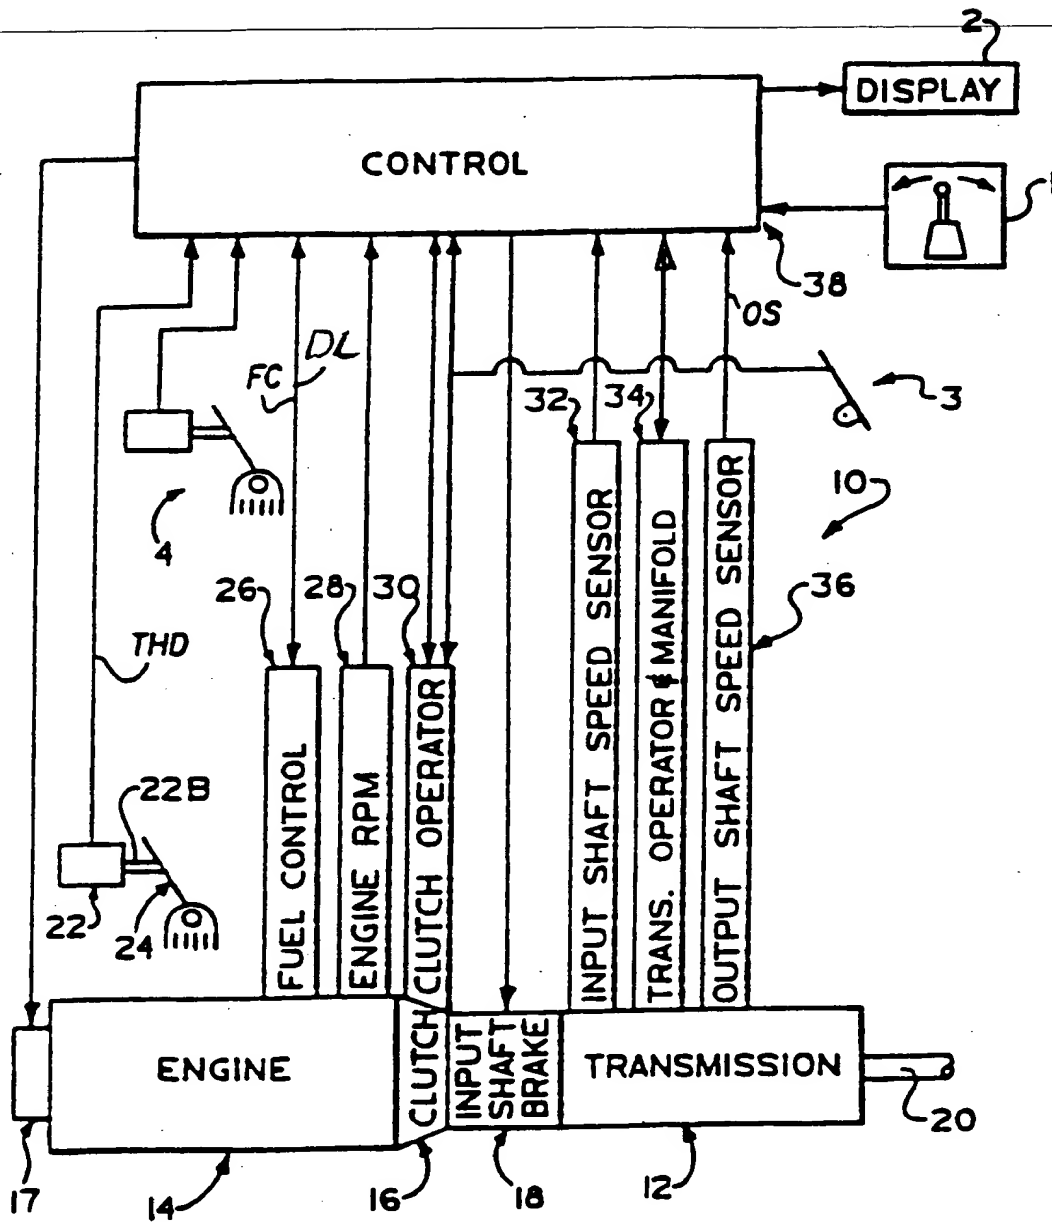 2
DISPLAY
CONTROL
1
38
OS
DL
FC
3
32
34
10
4
26
28
30
36
THD
INPUT SHAFT SPEED SENSOR
TRANS. OPERATOR & MANIFOLD
OUTPUT SHAFT SPEED SENSOR
FUEL CONTROL
ENGINE RPM
CLUTCH OPERATOR
22B
22
24
ENGINE
CLUTCH
INPUT
SHAFT
BRAKE
TRANSMISSION
20
17
14
16
18
12